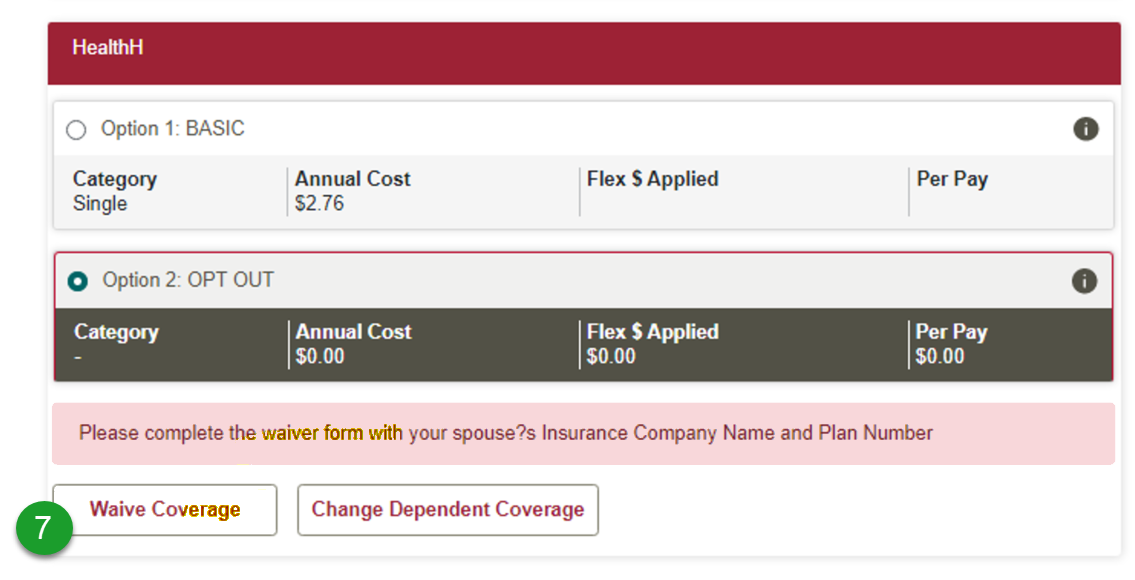 HealthH
Option 1: BASIC
Category Annual Cost Flex $ Applied Per Pay
Single $2.76
Option 2: OPT OUT
Category Annual Cost Flex $ Applied Per Pay
- $0.00 $0.00 $0.00
Please complete the waiver form with your spouse?s Insurance Company Name and Plan Number
7 Waive Coverage Change Dependent Coverage